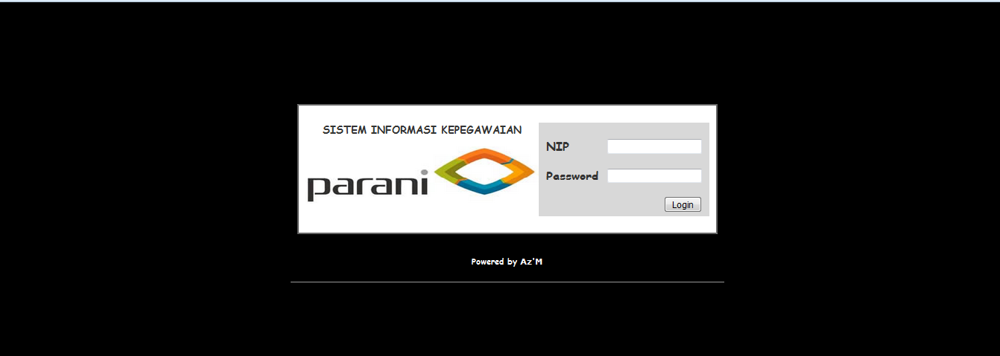 SISTEM INFORMASI KEPEGAWAIAN
parani
NIP
Password
Login
Powered by Az'M